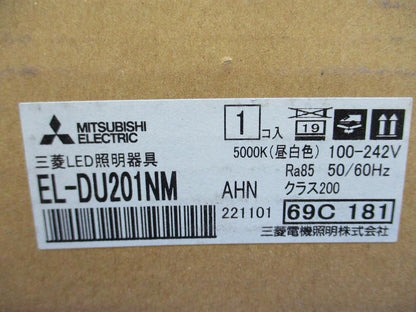 MITSUBISHI
ELECTRIC
1コ入
19
三菱LED照明器具
5000K(昼白色) 100-242V
Ra85 50/60Hz
EL-DU201NM
AHN クラス200
221101 69C 181
三菱電機照明株式会社